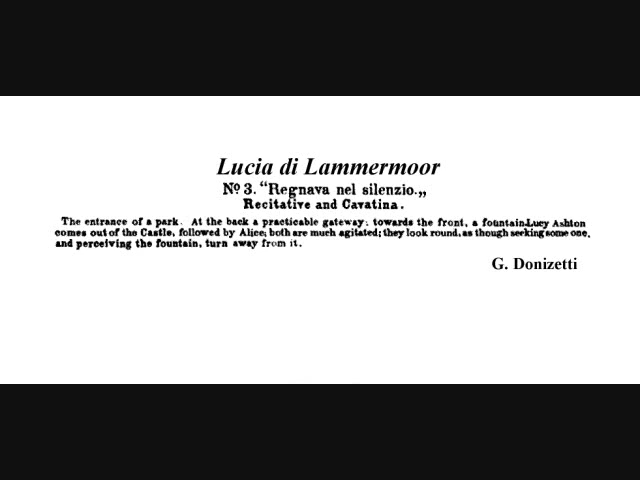 Lucia di Lammermoor
Nº 3. “Regnava nel silenzio.„
Recitative and Cavatina.
The entrance of a park. At the back a practicable gateway; towards the front, a fountain. Lucy Ashton
comes out of the Castle, followed by Alice; both are much agitated; they look round, as though seeking some one,
and perceiving the fountain, turn away from it.
G. Donizetti